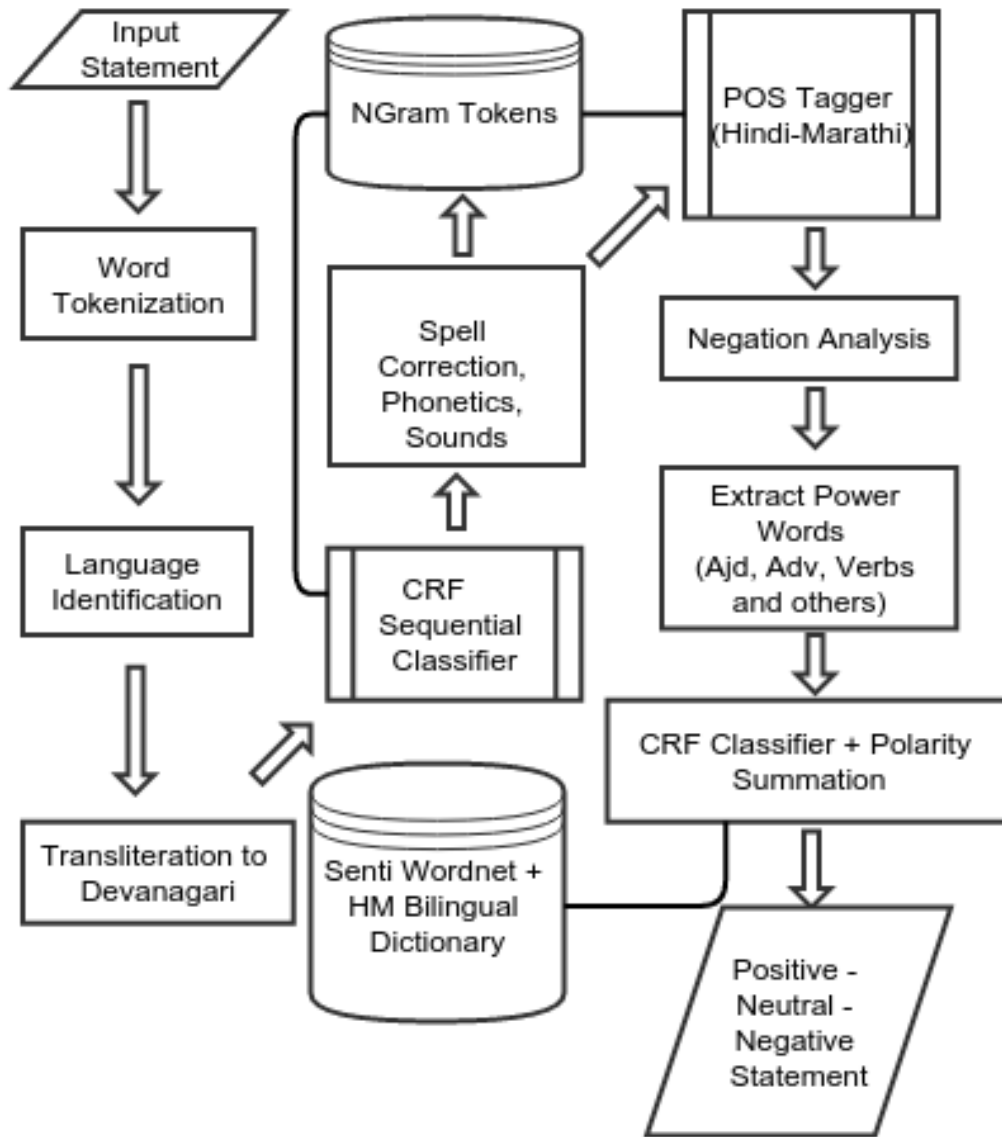 Input
Statement
Word
Tokenization
Language
Identification
Transliteration to
Devanagari
CRF
Sequential
Classifier
Spell
Correction,
Phonetics,
Sounds
NGram Tokens
POS Tagger
(Hindi-Marathi)
Negation Analysis
Extract Power
Words
(Ajd, Adv, Verbs
and others)
CRF Classifier + Polarity
Summation
Senti Wordnet +
HM Bilingual
Dictionary
Positive -
Neutral -
Negative
Statement